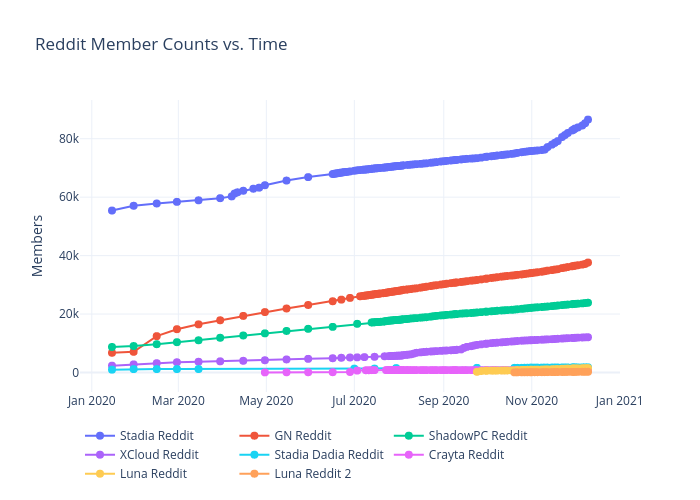 Reddit Member Counts vs. Time
80k
60k
40k
20k
0
Members
Jan 2020 Mar 2020 May 2020 Jul 2020 Sep 2020 Nov 2020 Jan 2021
Stadia Reddit GN Reddit ShadowPC Reddit
XCloud Reddit Stadia Dadia Reddit Crayta Reddit
Luna Reddit Luna Reddit 2